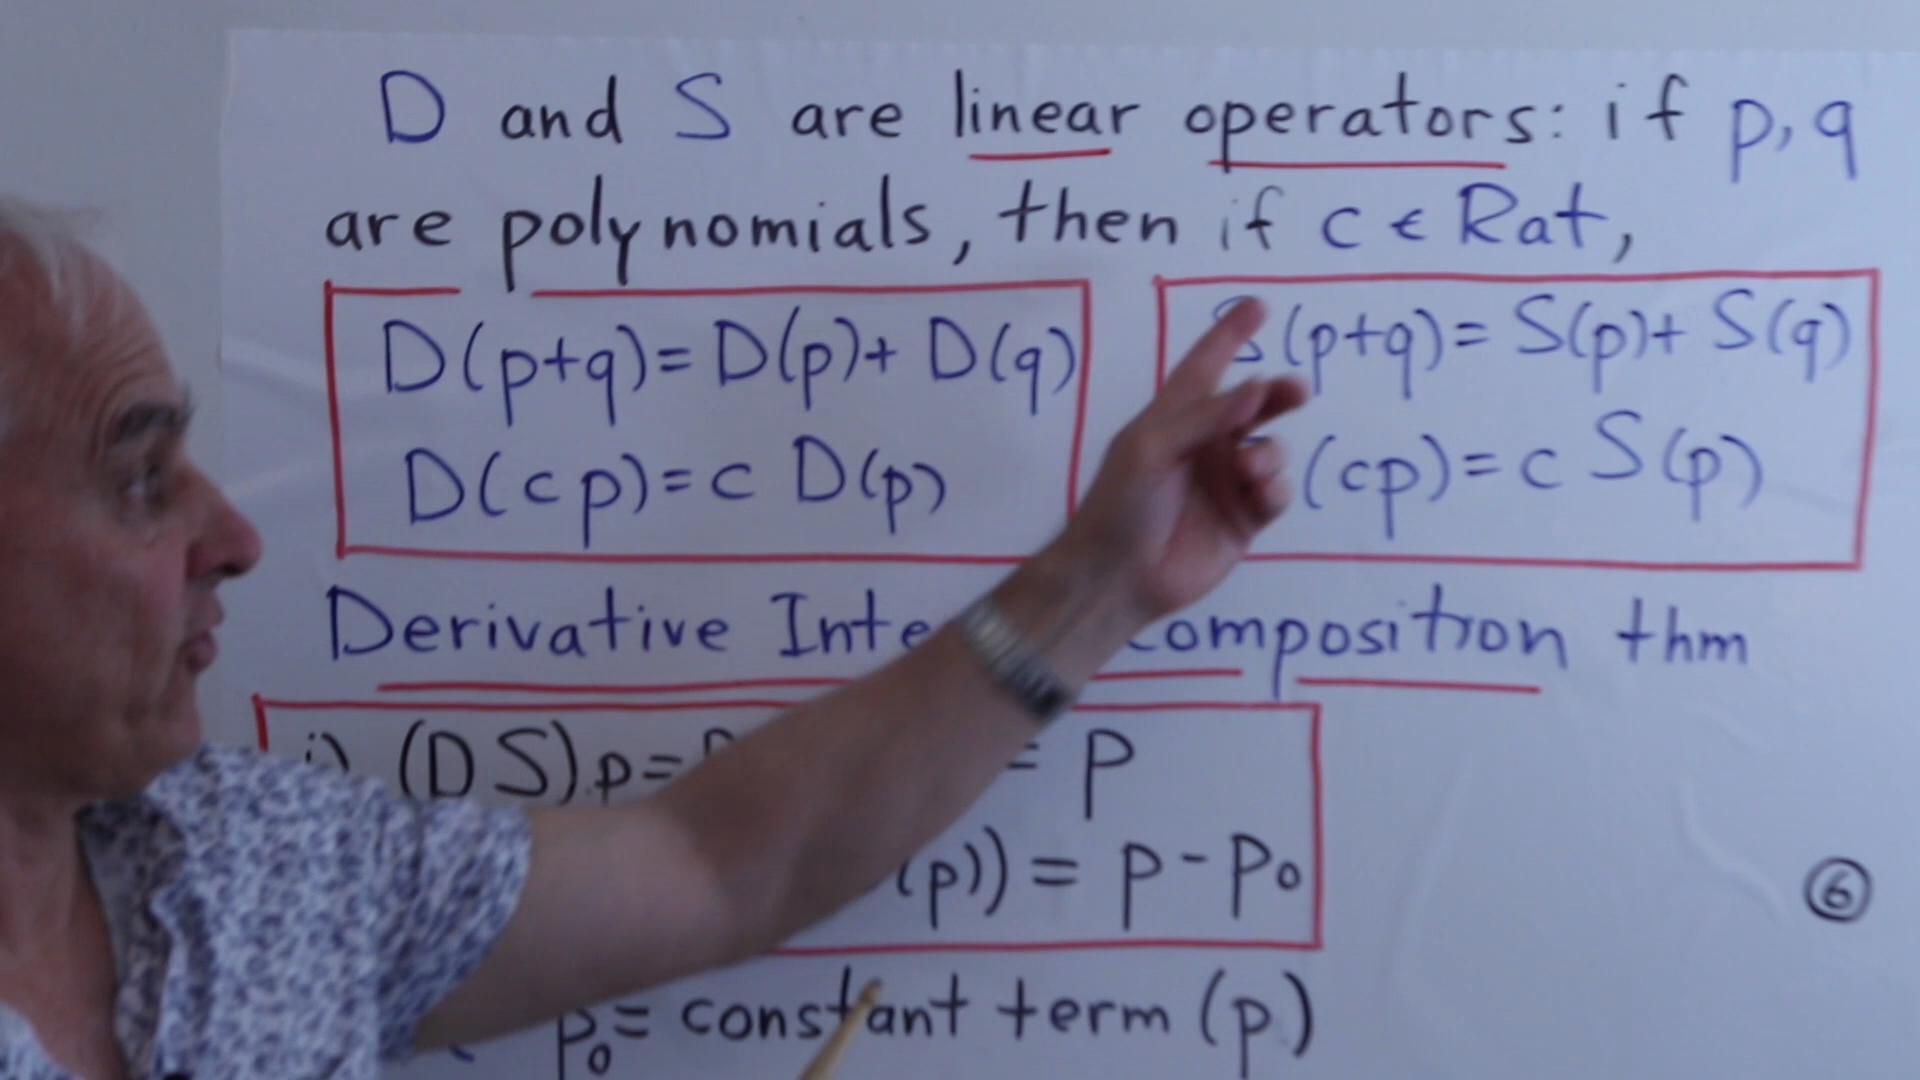 D and S are linear operators: if p, q
are polynomials, then if c ∈ Rat,
D(p+q)= D(p)+ D(q)
D(cp)= c D(p)
S(p+q)= S(p)+ S(q)
(cp)= c S(p)
Derivative composition thm
i) (DS)p= = p
(p)) = p - p₀
p₀= constant term (p)
⑥